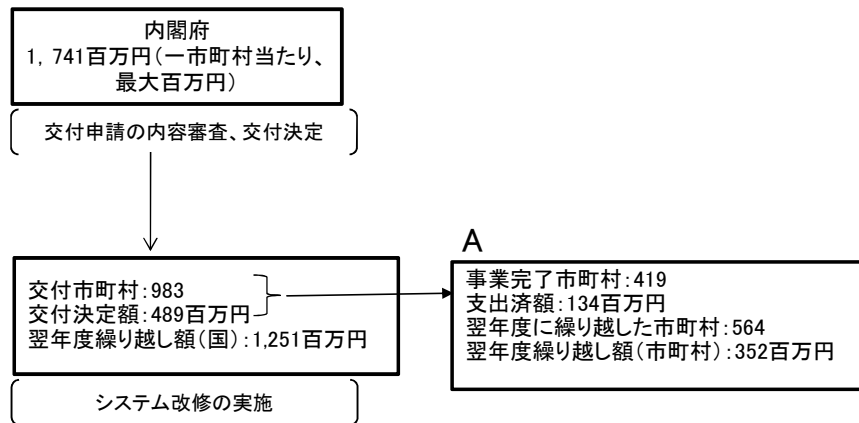 内閣府
1,741百万円(一市町村当たり、
最大百万円)
交付申請の内容審査、交付決定
交付市町村:983
交付決定額:489百万円
翌年度繰り越し額(国):1,251百万円
システム改修の実施
A
事業完了市町村:419
支出済額:134百万円
翌年度に繰り越した市町村:564
翌年度繰り越し額(市町村):352百万円